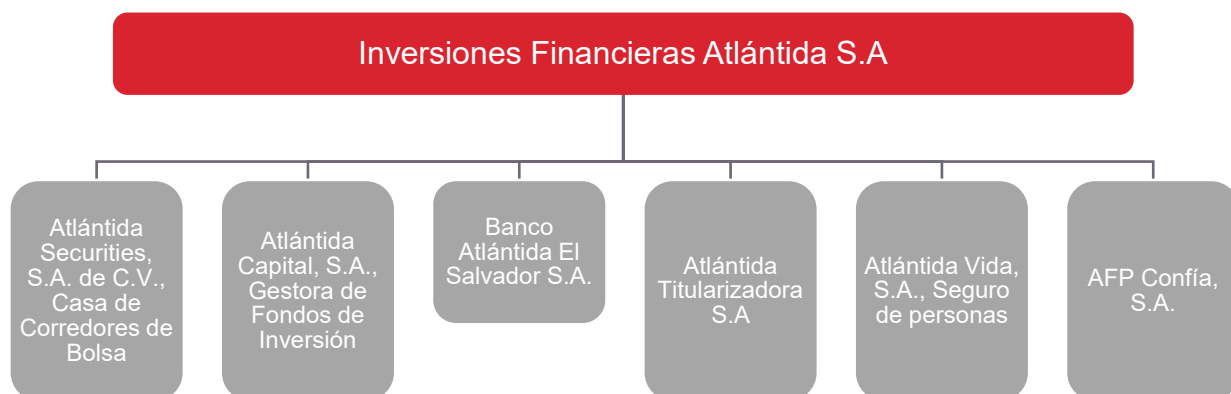 Inversiones Financieras Atlántida S.A
Atlántida
Securities,
S.A. de C.V.,
Casa de
Corredores de
Bolsa
Atlántida
Capital, S.A.,
Gestora de
Fondos de
Inversión
Banco
Atlántida El
Salvador S.A.
Atlántida
Titularizadora
S.A
Atlántida Vida,
S.A., Seguro
de personas
AFP Confía,
S.A.